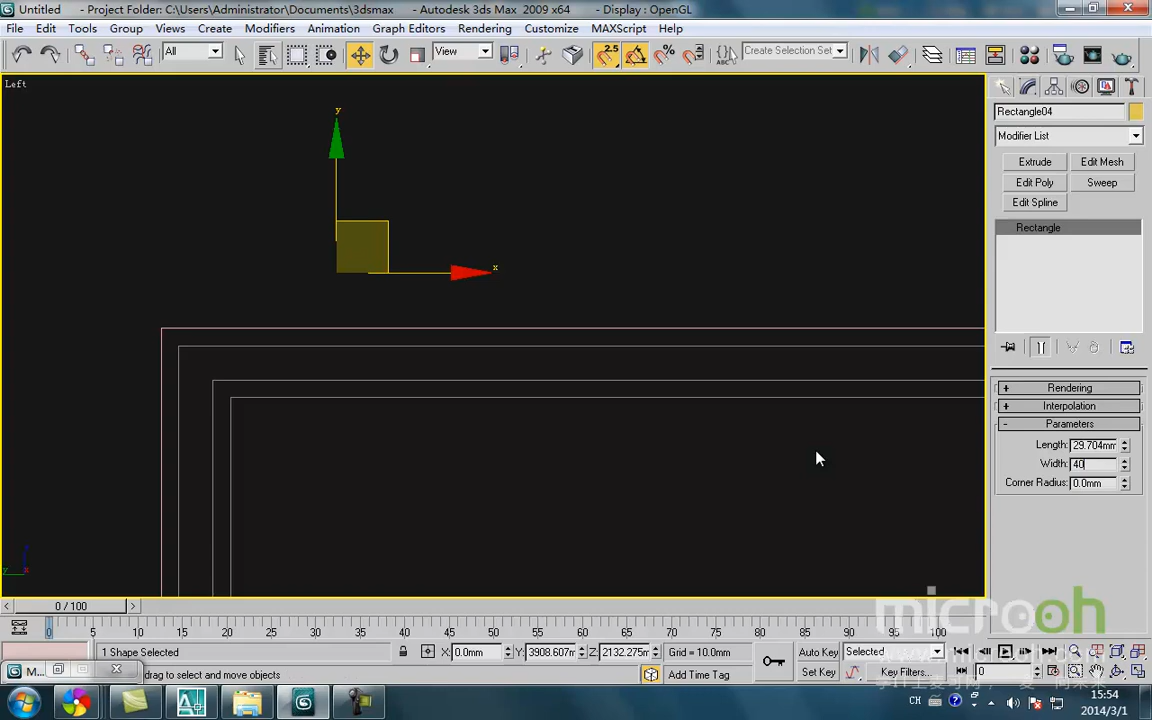 Untitled - Project Folder: C:\Users\Administrator\Documents\3dsmax - Autodesk 3ds Max 2009 x64 - Display : OpenGL
File Edit Tools Group Views Create Modifiers Animation Graph Editors Rendering Customize MAXScript Help
All View 2.5 ABC Create Selection Set
Left
y
x
Rectangle04
Modifier List
Extrude Edit Mesh
Edit Poly Sweep
Edit Spline
Rectangle
+ Rendering
+ Interpolation
- Parameters
Length: 29.704mm
Width: 40
Corner Radius: 0.0mm
y x
microoh
0 / 100
0 5 10 15 20 25 30 35 40 45 50 55 60 65 70 75 80 85 90 95 100
1 Shape Selected X: 0.0mm Y: 3908.607m Z: 2132.275m Grid = 10.0mm Auto Key Selected
M... drag to select and move objects Add Time Tag Set Key Key Filters... 0
CH 15:54
2014/3/1